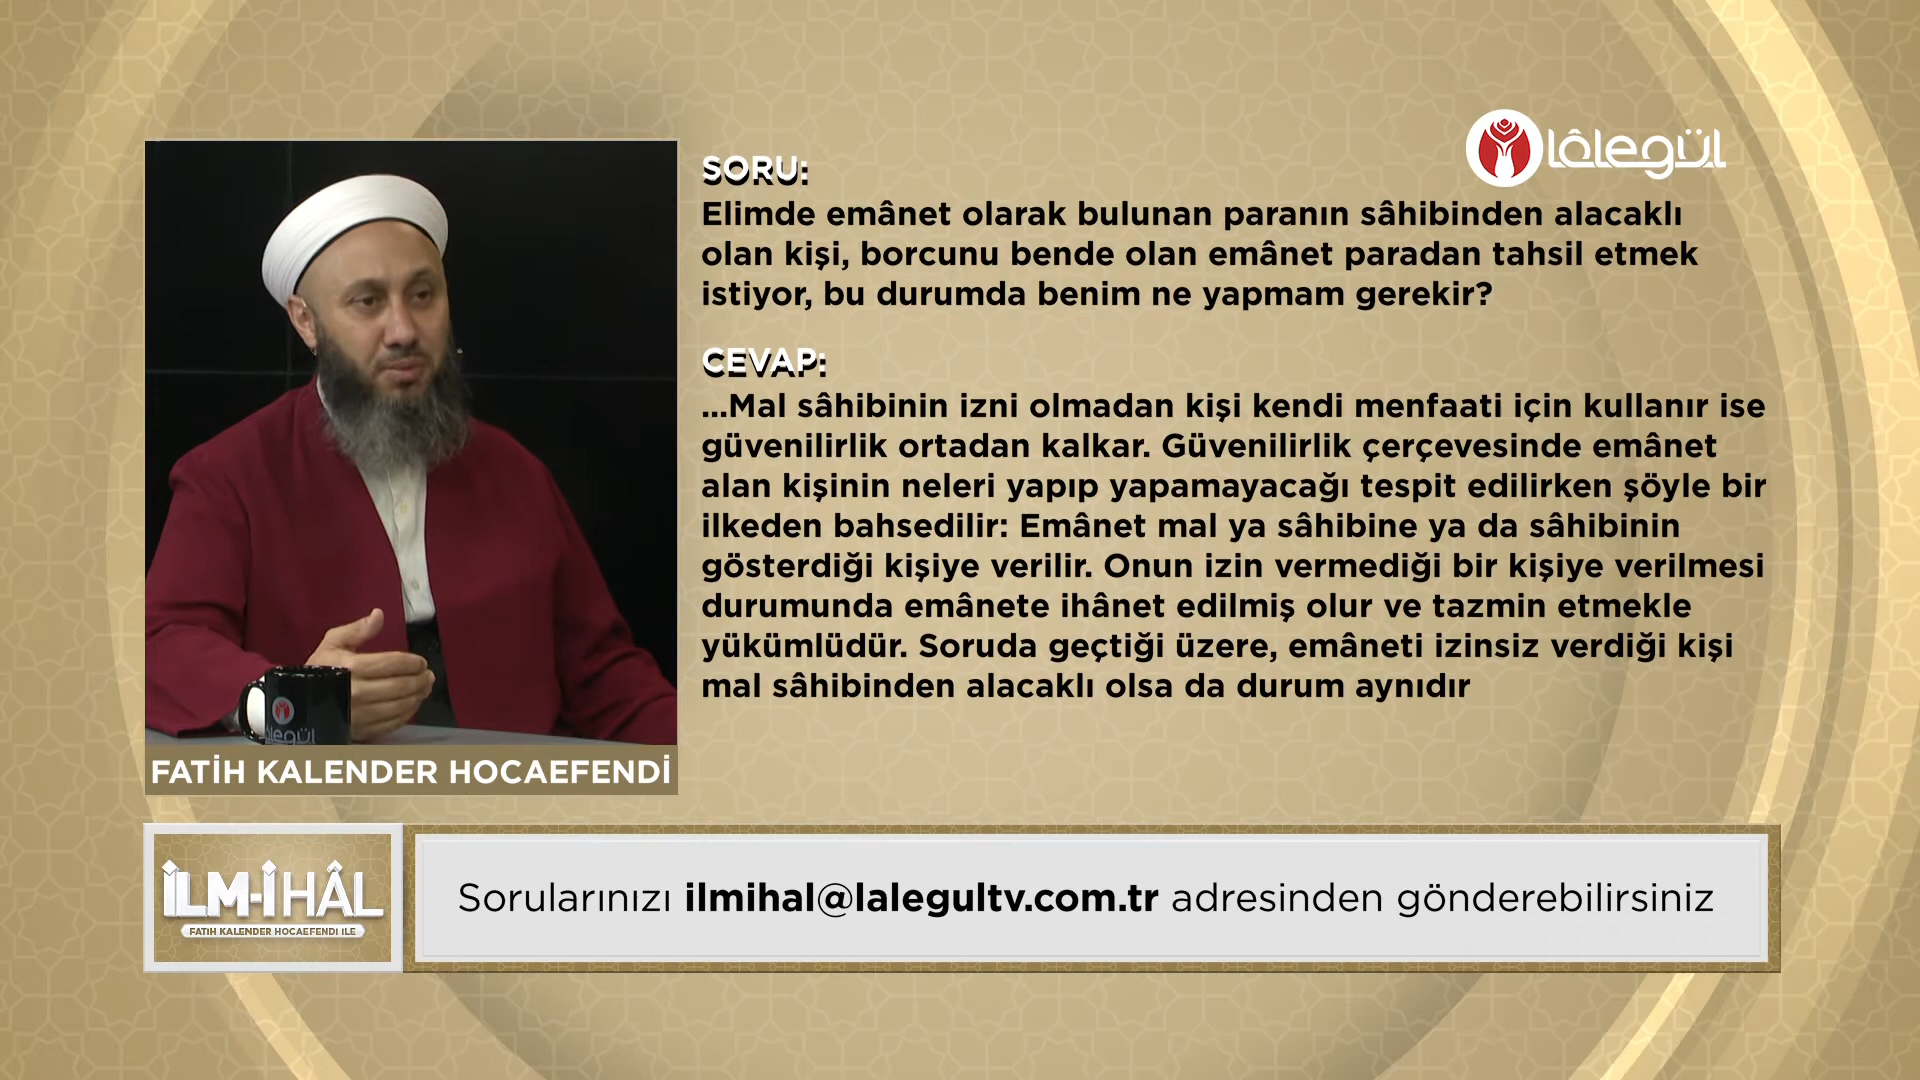 lâlegül
SORU:
Elimde emânet olarak bulunan paranın sâhibinden alacaklı
olan kişi, borcunu bende olan emânet paradan tahsil etmek
istiyor, bu durumda benim ne yapmam gerekir?
CEVAP:
...Mal sâhibinin izni olmadan kişi kendi menfaati için kullanır ise
güvenilirlik ortadan kalkar. Güvenilirlik çerçevesinde emânet
alan kişinin neleri yapıp yapamayacağı tespit edilirken şöyle bir
ilkeden bahsedilir: Emânet mal ya sâhibine ya da sâhibinin
gösterdiği kişiye verilir. Onun izin vermediği bir kişiye verilmesi
durumunda emânete ihânet edilmiş olur ve tazmin etmekle
yükümlüdür. Soruda geçtiği üzere, emâneti izinsiz verdiği kişi
mal sâhibinden alacaklı olsa da durum aynıdır
lâlegül
FATİH KALENDER HOCAEFENDİ
İLM-İHÂL
FATİH KALENDER HOCAEFENDİ İLE
Sorularınızı ilmihal@lalegultv.com.tr adresinden gönderebilirsiniz